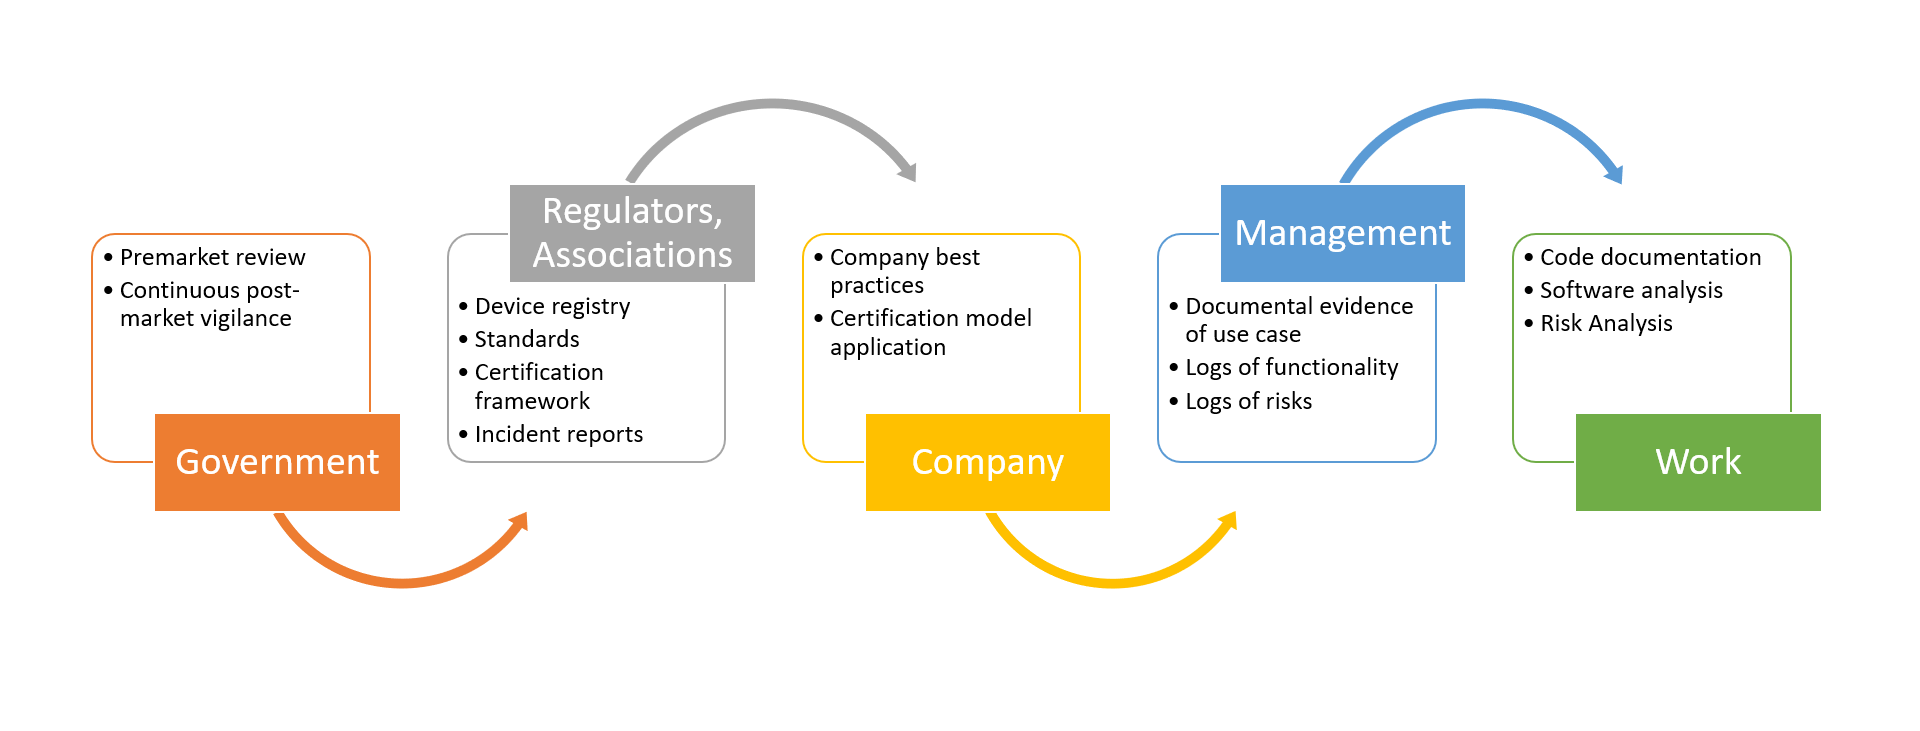 • Premarket review
• Continuous post-
market vigilance
Government
Regulators,
Associations
• Device registry
• Standards
• Certification
framework
• Incident reports
• Company best
practices
• Certification model
application
Company
Management
• Documental evidence
of use case
• Logs of functionality
• Logs of risks
• Code documentation
• Software analysis
• Risk Analysis
Work